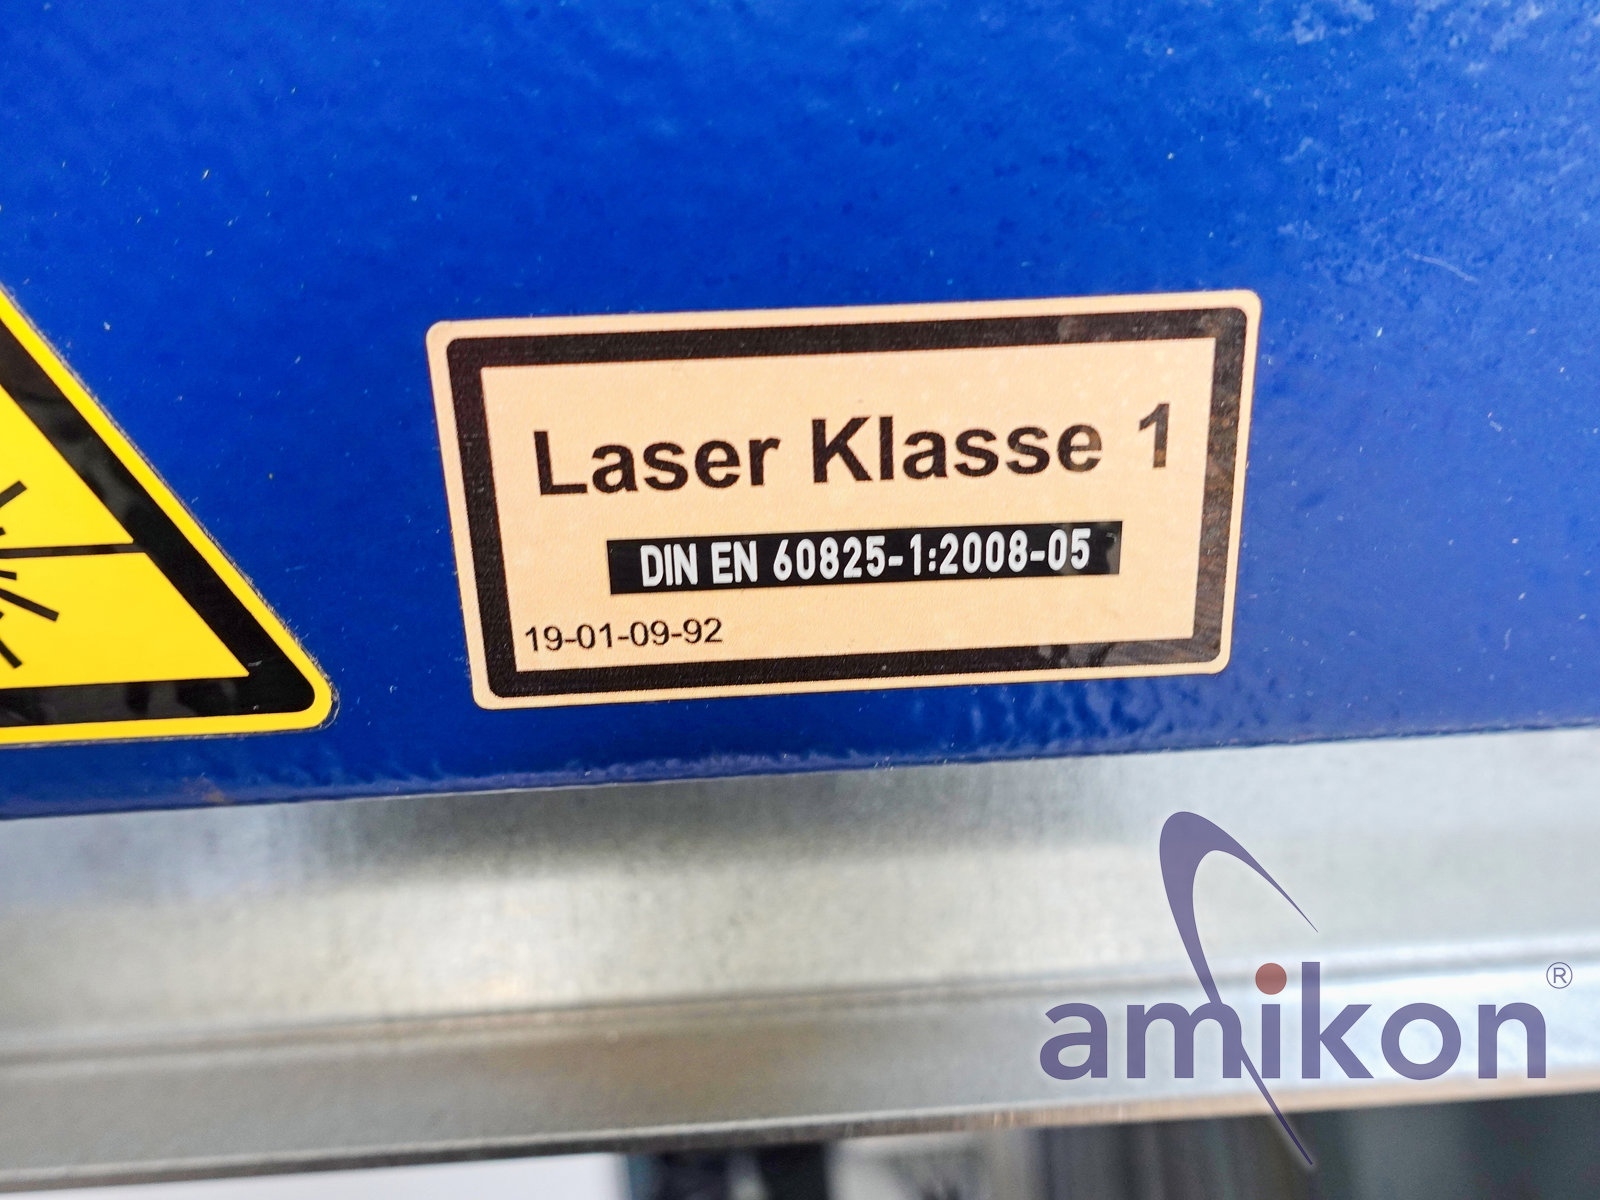 Laser Klasse 1
DIN EN 60825-1:2008-05
19-01-09-92
amikon®